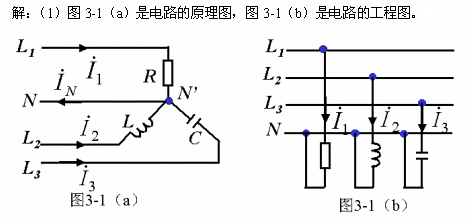 解：（1）图 3-1（a）是电路的原理图，图 3-1（b）是电路的工程图。
L₁
İ₁
R
N
İN
N'
L₂
İ₂
L
C
L₃
İ₃
图3-1（a）
L₁
L₂
L₃
N
İ₁
İ₂
İ₃
图3-1（b）